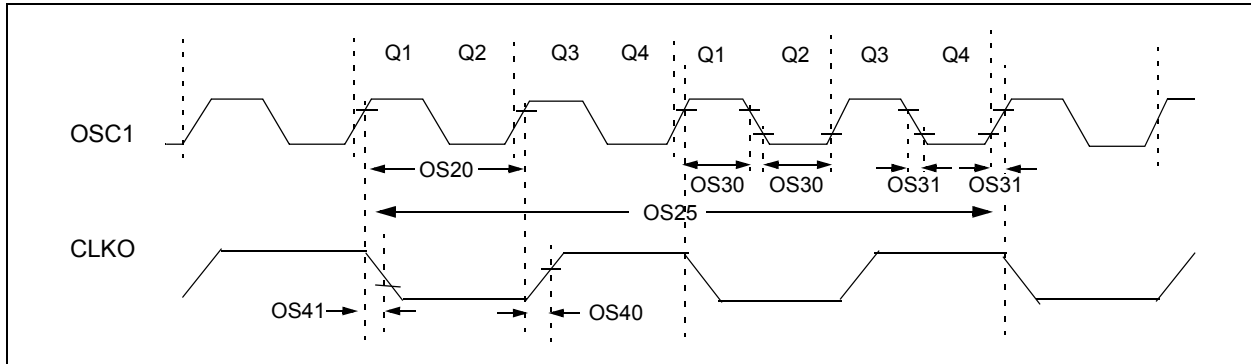 Q1 Q2 Q3 Q4 Q1 Q2 Q3 Q4
OSC1
OS20
OS30 OS30 OS31 OS31
OS25
CLKO
OS41 OS40